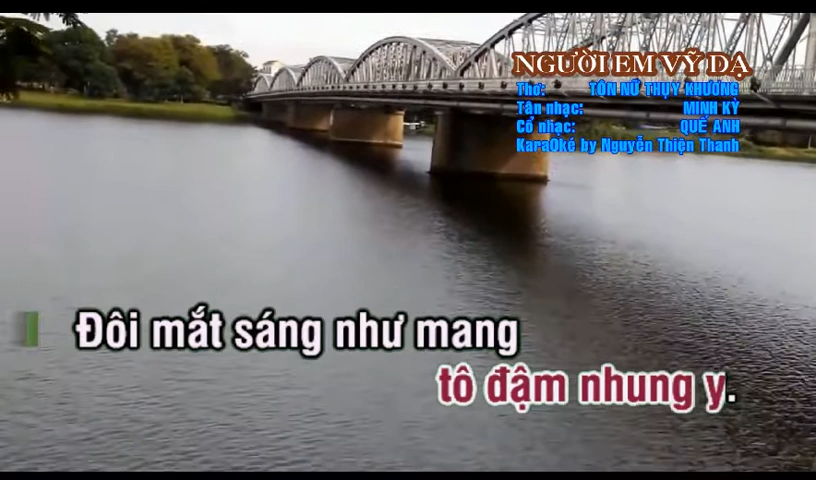 NGƯỜI EM VỸ DẠ
Thơ: TÔN NỮ THỤY KHƯƠNG
Tân nhạc: MINH KỲ
Cổ nhạc: QUẾ ANH
KaraOké by Nguyễn Thiện Thanh
Đôi mắt sáng như mang
tô đậm nhung y.